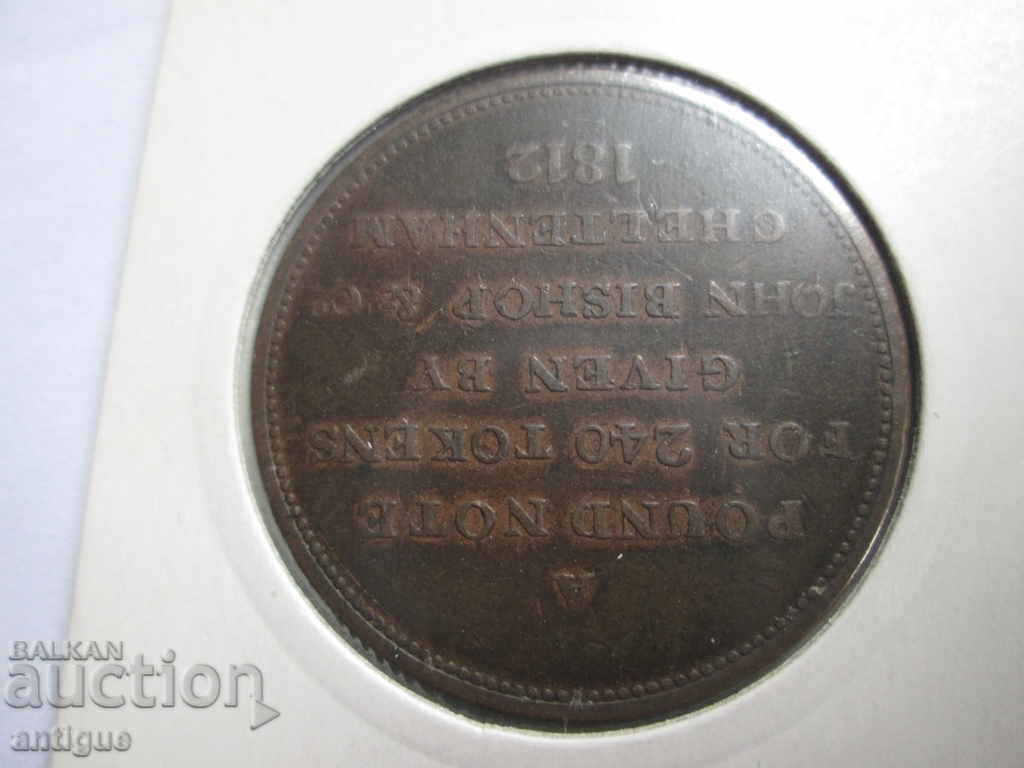 A
POUND NOTE
FOR 240 TOKENS
GIVEN BY
JOHN BISHOP & Co
CHELTENHAM
1812
BALKAN
auction
antique